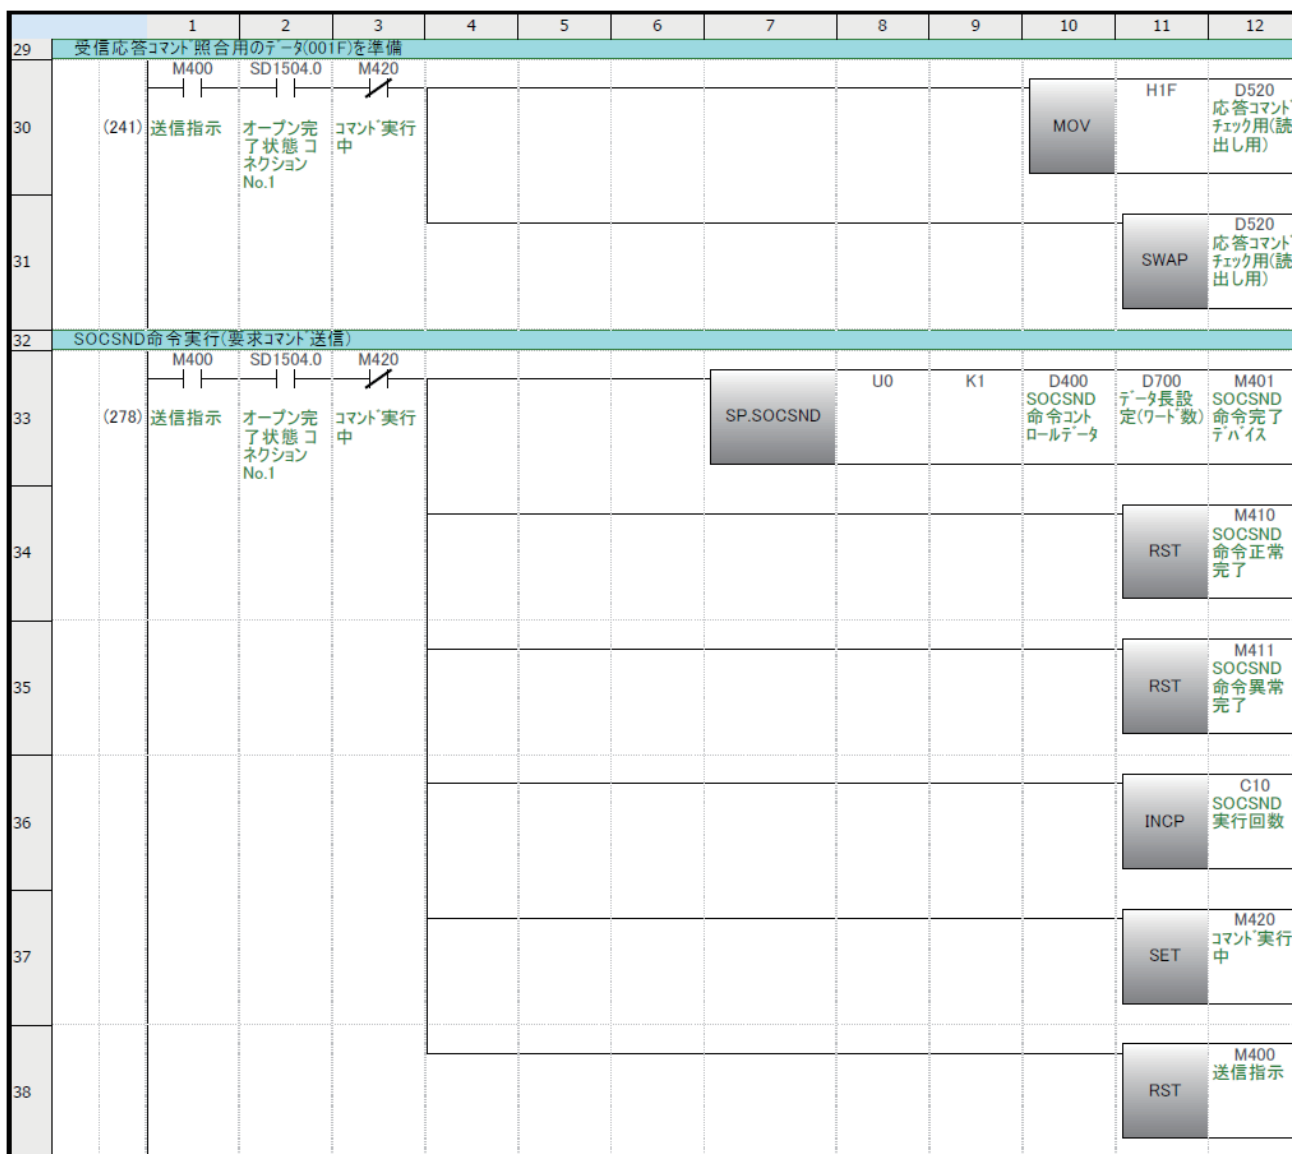 1 2 3 4 5 6 7 8 9 10 11 12
29 受信応答ｺﾏﾝﾄﾞ照合用のﾃﾞｰﾀ(001F)を準備
M400 SD1504.0 M420
30 (241) 送信指示 オープン完了状態 コネクション No.1 ｺﾏﾝﾄﾞ実行中 MOV H1F D520 応答ｺﾏﾝﾄﾞﾁｪｯｸ用(読出し用)
31 SWAP D520 応答ｺﾏﾝﾄﾞﾁｪｯｸ用(読出し用)
32 SOCSND命令実行(要求ｺﾏﾝﾄﾞ送信)
M400 SD1504.0 M420
33 (278) 送信指示 オープン完了状態 コネクション No.1 ｺﾏﾝﾄﾞ実行中 SP.SOCSND U0 K1 D400 SOCSND命令ｺﾝﾄﾛｰﾙﾃﾞｰﾀ D700 ﾃﾞｰﾀ長設定(ﾜｰﾄﾞ数) M401 SOCSND命令完了ﾃﾞﾊﾞｲｽ
34 RST M410 SOCSND命令正常完了
35 RST M411 SOCSND命令異常完了
36 INCP C10 SOCSND実行回数
37 SET M420 ｺﾏﾝﾄﾞ実行中
38 RST M400 送信指示